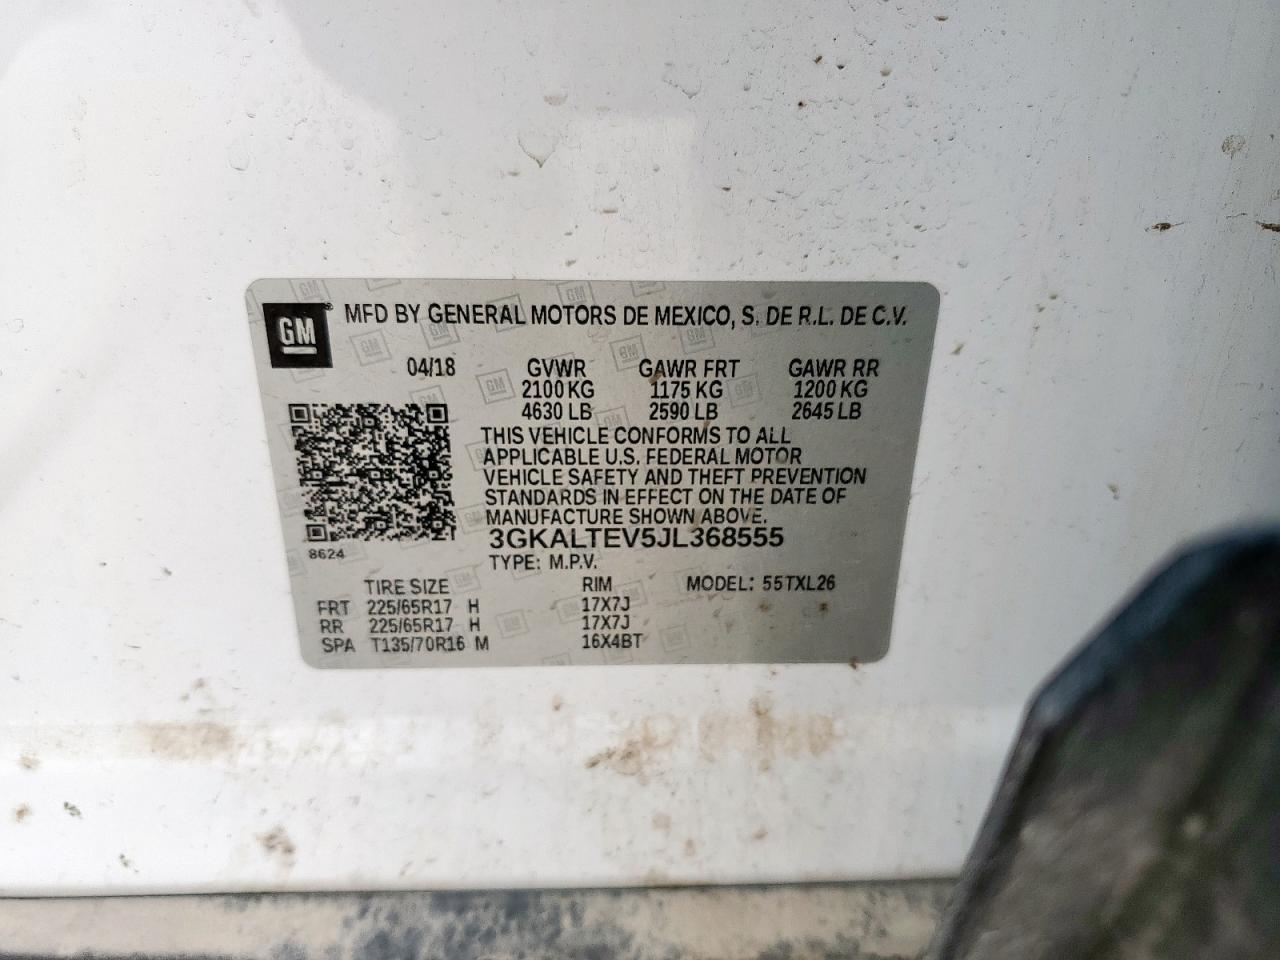 GM
MFD BY GENERAL MOTORS DE MEXICO, S. DE R.L. DE C.V.
04/18 GVWR GAWR FRT GAWR RR
2100 KG 1175 KG 1200 KG
4630 LB 2590 LB 2645 LB
THIS VEHICLE CONFORMS TO ALL
APPLICABLE U.S. FEDERAL MOTOR
VEHICLE SAFETY AND THEFT PREVENTION
STANDARDS IN EFFECT ON THE DATE OF
MANUFACTURE SHOWN ABOVE.
3GKALTEV5JL368555
8624
TYPE: M.P.V.
TIRE SIZE RIM MODEL: 55TXL26
FRT 225/65R17 H 17X7J
RR 225/65R17 H 17X7J
SPA T135/70R16 M 16X4BT